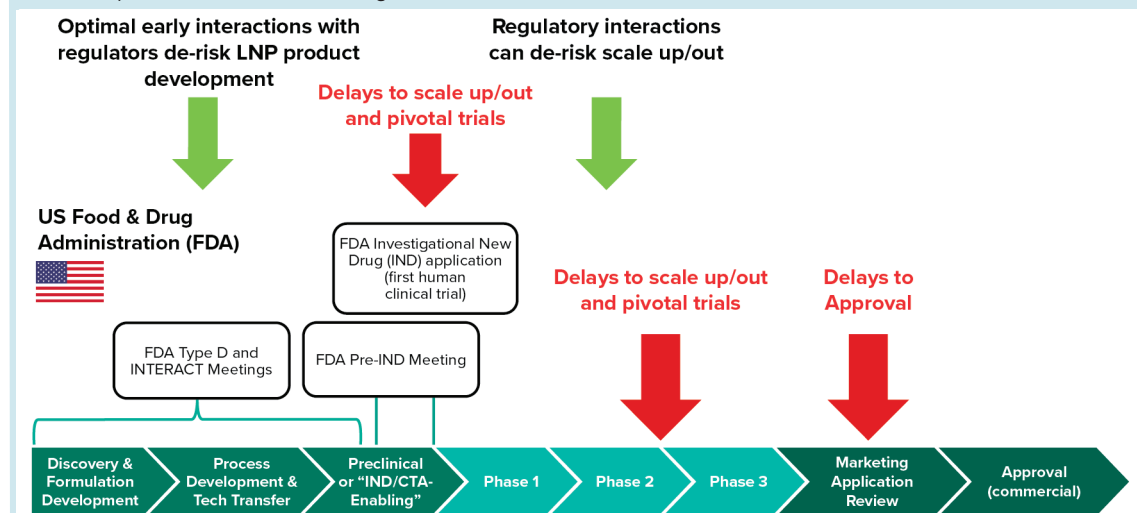 Optimal early interactions with
regulators de-risk LNP product
development
Regulatory interactions
can de-risk scale up/out
Delays to scale up/out
and pivotal trials
US Food & Drug
Administration (FDA)
FDA Investigational New
Drug (IND) application
(first human
clinical trial)
Delays to scale up/out
and pivotal trials
Delays to
Approval
FDA Type D and
INTERACT Meetings
FDA Pre-IND Meeting
Discovery &
Formulation
Development
Process
Development &
Tech Transfer
Preclinical
or “IND/CTA-
Enabling”
Phase 1
Phase 2
Phase 3
Marketing
Application
Review
Approval
(commercial)